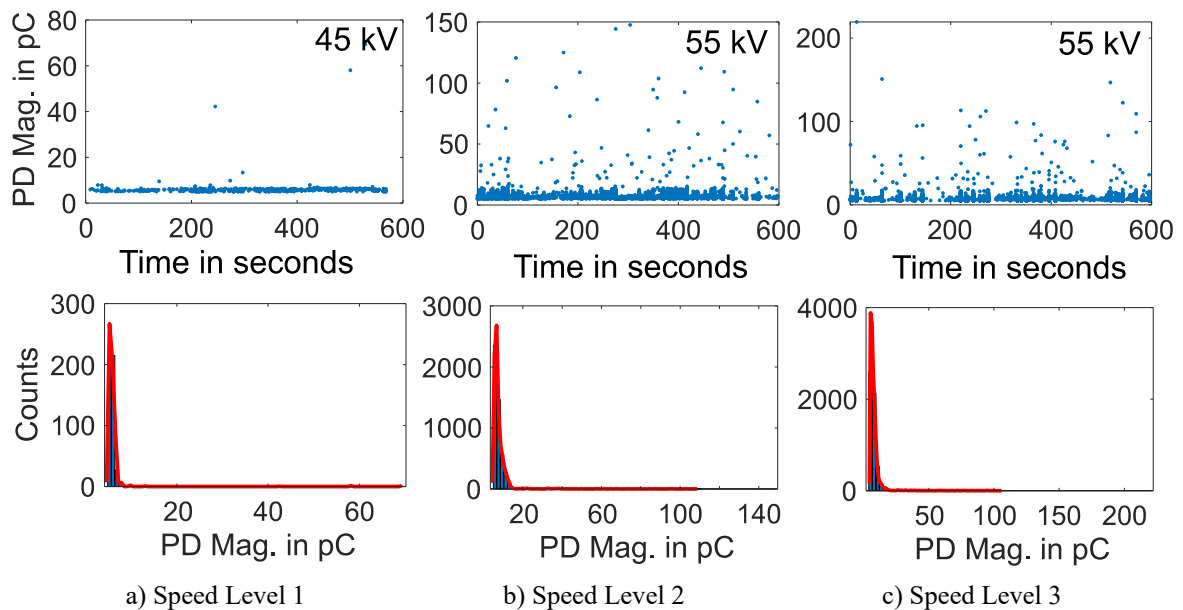 80
60
40
20
0
PD Mag. in pC
45 kV
0 200 400 600
Time in seconds
150
100
50
0
55 kV
0 200 400 600
Time in seconds
200
100
0
55 kV
0 200 400 600
Time in seconds
300
200
100
0
Counts
20 40 60
PD Mag. in pC
3000
2000
1000
0
20 60 100 140
PD Mag. in pC
4000
2000
0
50 100 150 200
PD Mag. in pC
a) Speed Level 1
b) Speed Level 2
c) Speed Level 3